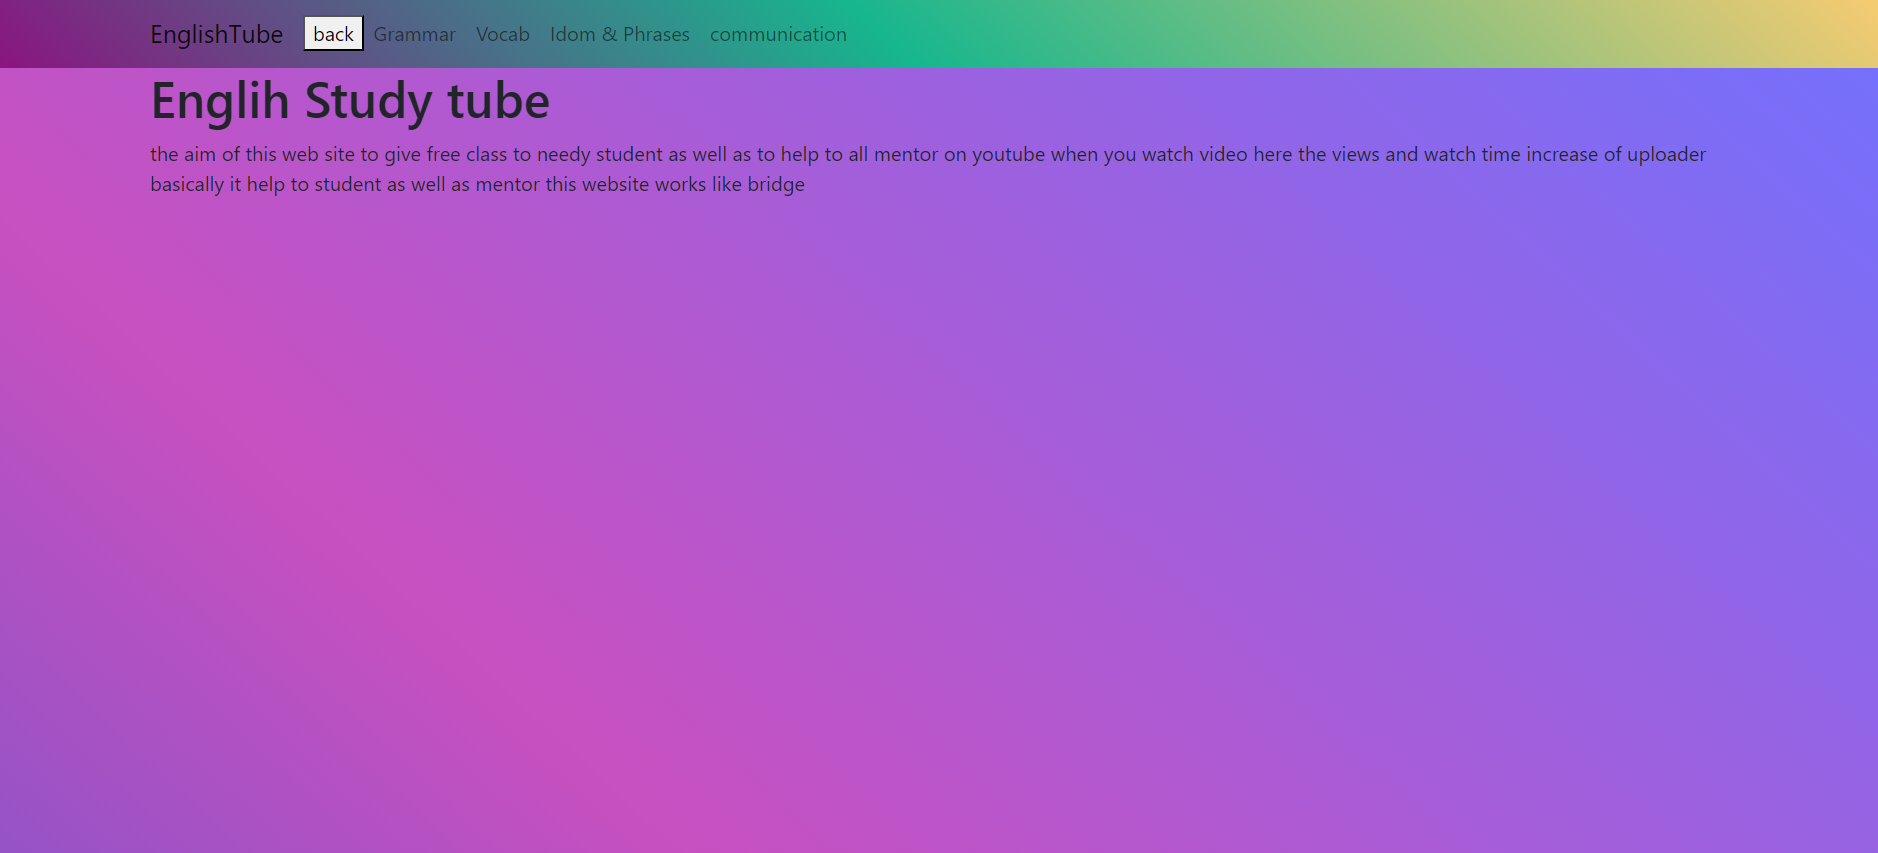 EnglishTube back Grammar Vocab Idom & Phrases communication
Englih Study tube
the aim of this web site to give free class to needy student as well as to help to all mentor on youtube when you watch video here the views and watch time increase of uploader
basically it help to student as well as mentor this website works like bridge